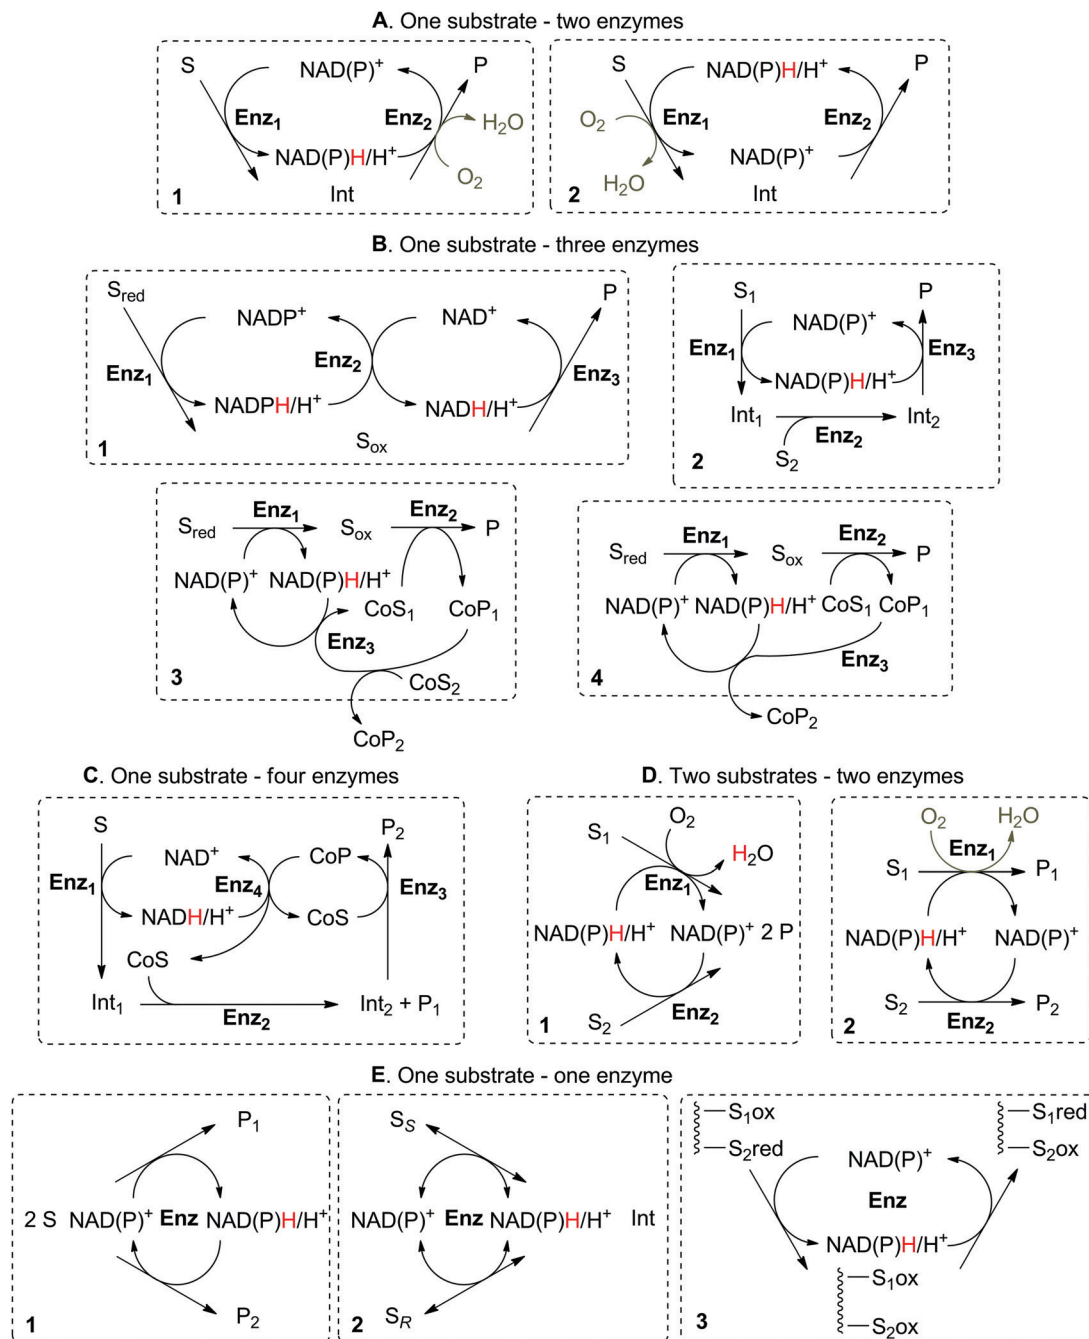 A. One substrate - two enzymes
S NAD(P)+ P
Enz1 Enz2 H2O
NAD(P)H/H+ O2
1 Int
S NAD(P)H/H+ P
O2 Enz1 Enz2
NAD(P)+
H2O
2 Int
B. One substrate - three enzymes
Sred P
NADP+ NAD+
Enz1 Enz2 Enz3
NADPH/H+ NADH/H+
1 Sox
S1 P
NAD(P)+
Enz1 Enz3
NAD(P)H/H+
Int1 Int2
Enz2
2 S2
Enz1 Enz2
Sred Sox P
NAD(P)+ NAD(P)H/H+
CoS1 CoP1
Enz3
3 CoS2
CoP2
Enz1 Enz2
Sred Sox P
NAD(P)+ NAD(P)H/H+ CoS1 CoP1
Enz3
4
CoP2
C. One substrate - four enzymes
S P2
NAD+ CoP
Enz1 Enz4 Enz3
NADH/H+ CoS
CoS
Int1 Int2 + P1
Enz2
D. Two substrates - two enzymes
S1 O2
H2O
Enz1
NAD(P)H/H+ NAD(P)+ 2 P
1 S2 Enz2
O2 H2O
Enz1
S1 P1
NAD(P)H/H+ NAD(P)+
S2 P2
2 Enz2
E. One substrate - one enzyme
P1
2 S NAD(P)+ Enz NAD(P)H/H+
1 P2
SS
NAD(P)+ Enz NAD(P)H/H+ Int
2 SR
S1ox S1red
S2red S2ox
NAD(P)+
Enz
NAD(P)H/H+
S1ox
3 S2ox